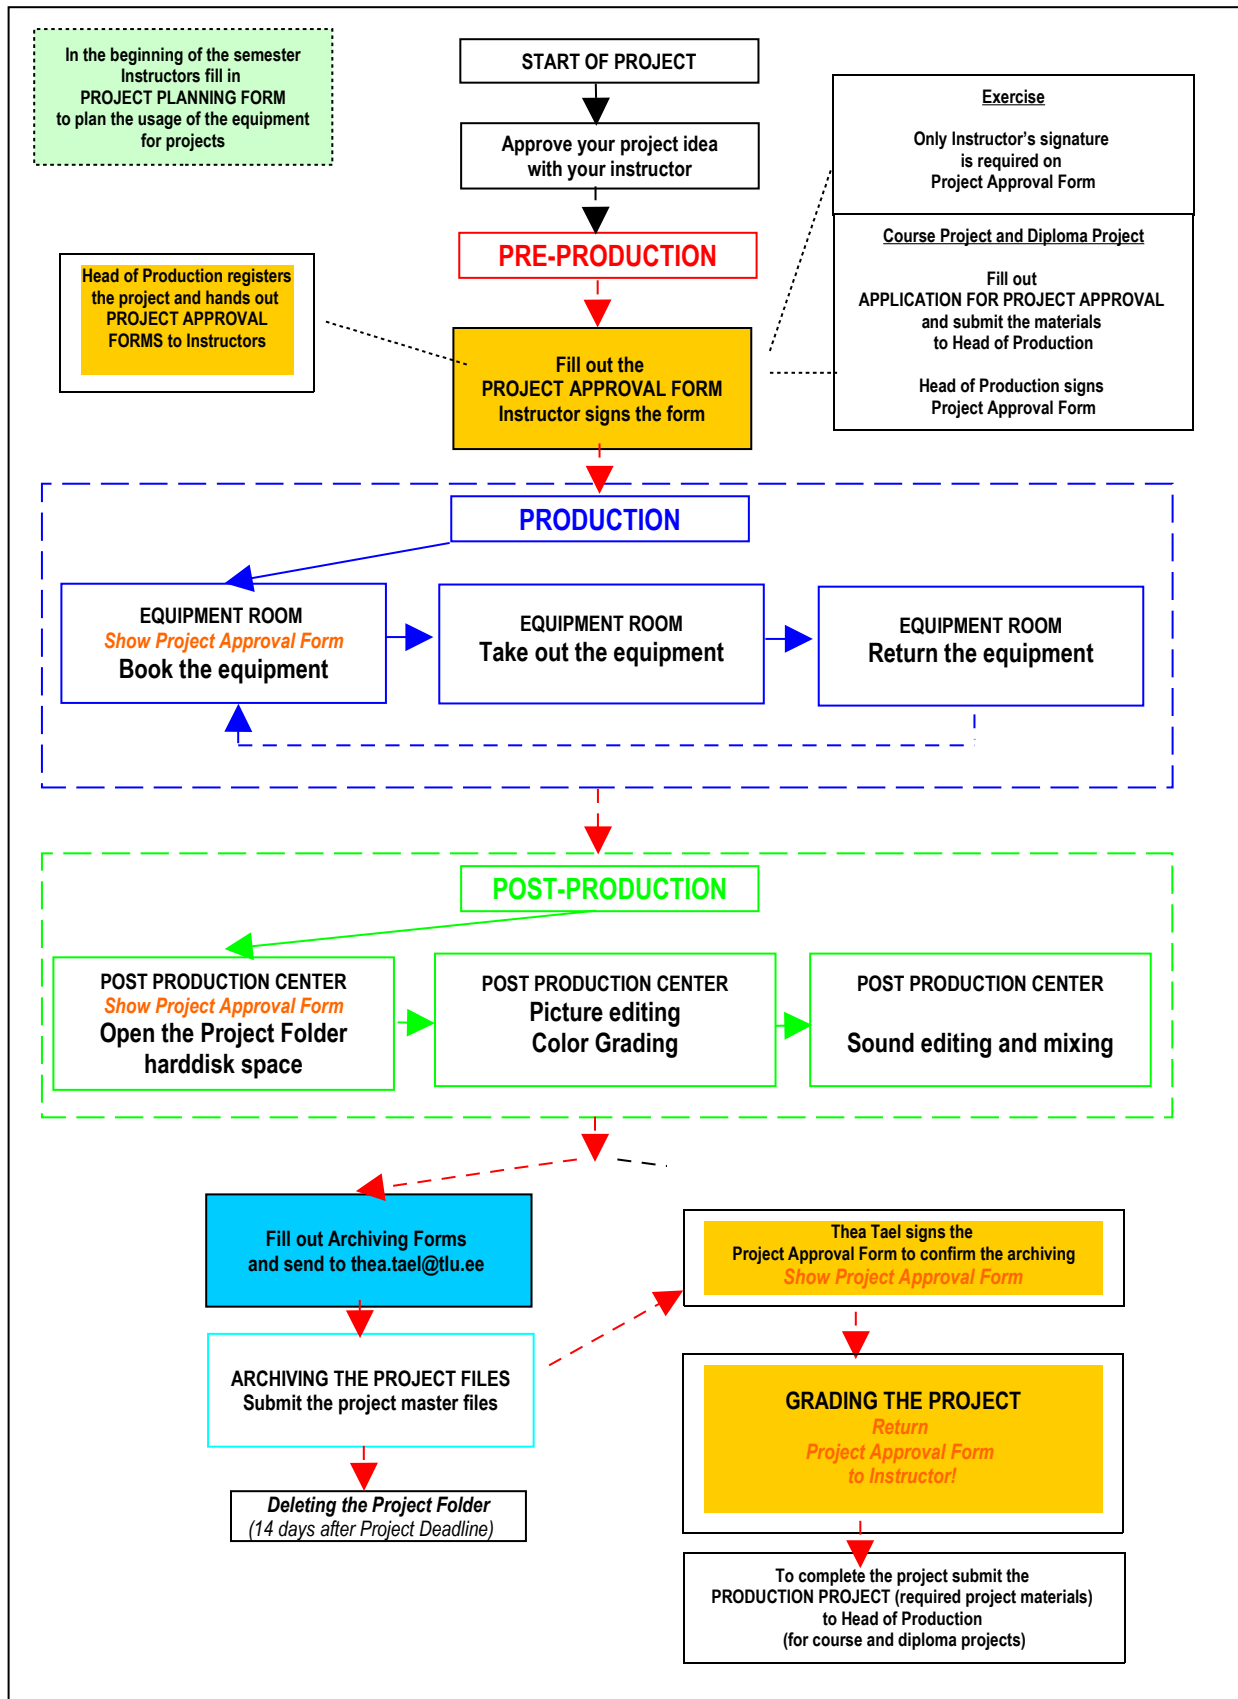 In the beginning of the semester
Instructors fill in
PROJECT PLANNING FORM
to plan the usage of the equipment
for projects
START OF PROJECT
Approve your project idea
with your instructor
Exercise
Only Instructor's signature
is required on
Project Approval Form
Course Project and Diploma Project
Fill out
APPLICATION FOR PROJECT APPROVAL
and submit the materials
to Head of Production
Head of Production signs
Project Approval Form
PRE-PRODUCTION
Head of Production registers
the project and hands out
PROJECT APPROVAL
FORMS to Instructors
Fill out the
PROJECT APPROVAL FORM
Instructor signs the form
PRODUCTION
EQUIPMENT ROOM
Show Project Approval Form
Book the equipment
EQUIPMENT ROOM
Take out the equipment
EQUIPMENT ROOM
Return the equipment
POST-PRODUCTION
POST PRODUCTION CENTER
Show Project Approval Form
Open the Project Folder
harddisk space
POST PRODUCTION CENTER
Picture editing
Color Grading
POST PRODUCTION CENTER
Sound editing and mixing
Fill out Archiving Forms
and send to thea.tael@tlu.ee
ARCHIVING THE PROJECT FILES
Submit the project master files
Deleting the Project Folder
(14 days after Project Deadline)
Thea Tael signs the
Project Approval Form to confirm the archiving
Show Project Approval Form
GRADING THE PROJECT
Return
Project Approval Form
to Instructor!
To complete the project submit the
PRODUCTION PROJECT (required project materials)
to Head of Production
(for course and diploma projects)